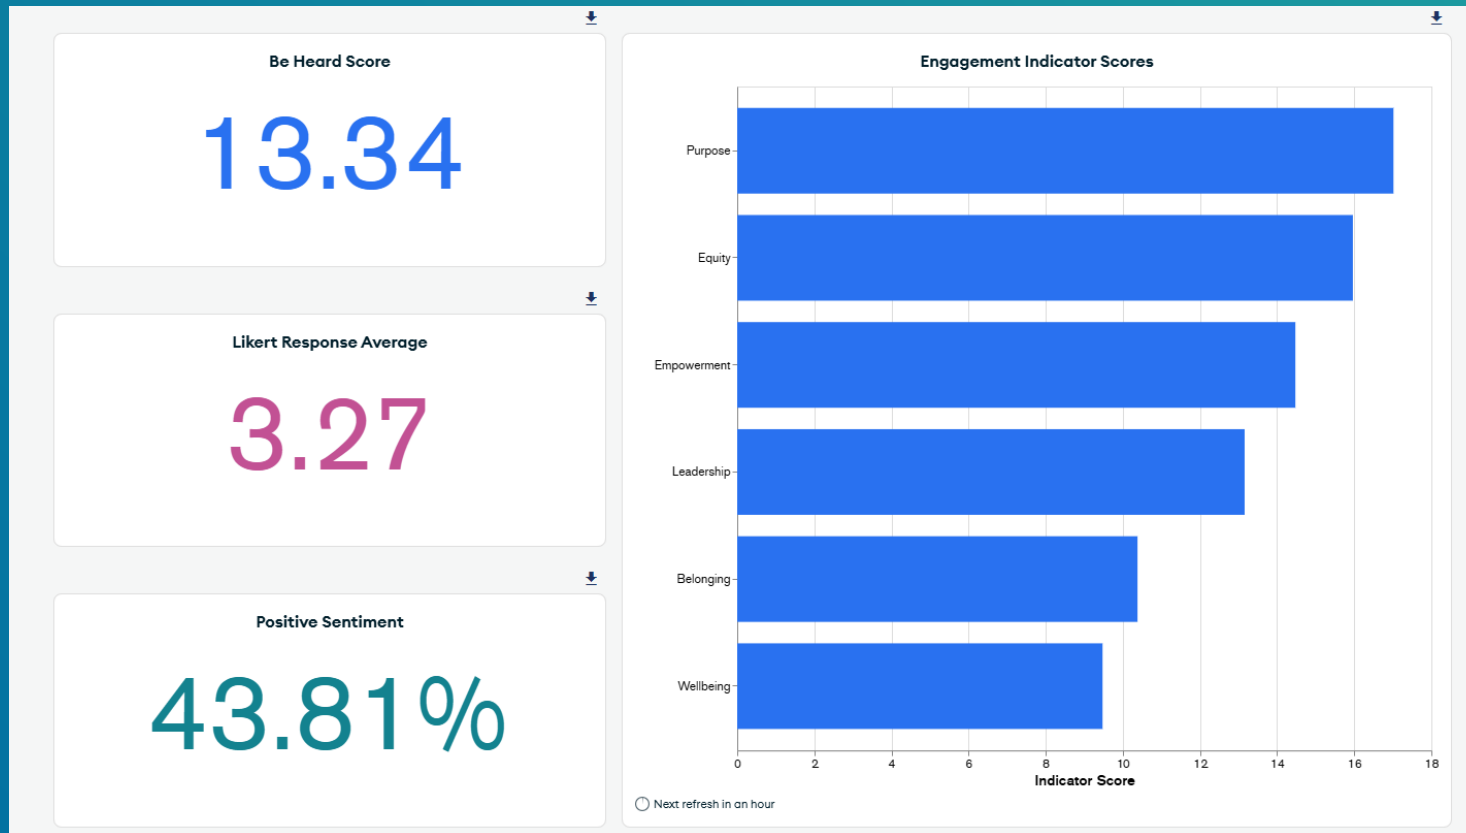 Be Heard Score
13.34
Likert Response Average
3.27
Positive Sentiment
43.81%
Engagement Indicator Scores
Purpose
Equity
Empowerment
Leadership
Belonging
Wellbeing
0 2 4 6 8 10 12 14 16 18
Indicator Score
Next refresh in an hour